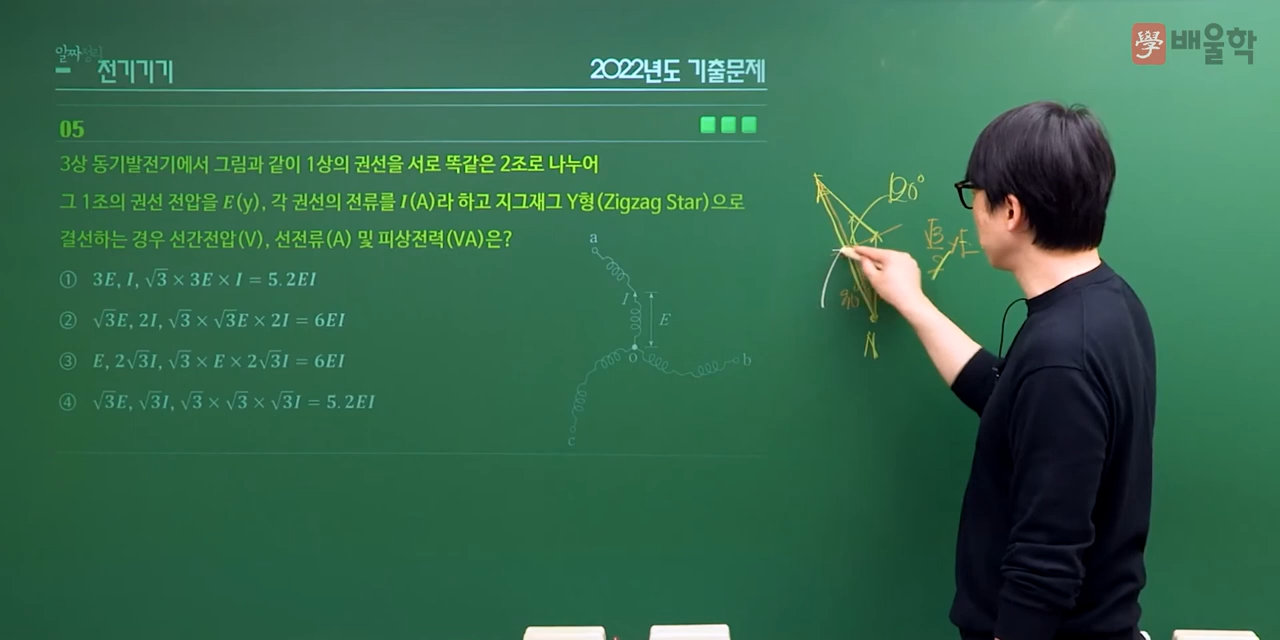 學 배울학
알짜
전기기기
2022년도 기출문제
05
3상 동기발전기에서 그림과 같이 1상의 권선을 서로 똑같은 2조로 나누어
그 1조의 권선 전압을 E(y), 각 권선의 전류를 I(A)라 하고 지그재그 Y형(Zigzag Star)으로
결선하는 경우 선간전압(V), 선전류(A) 및 피상전력(VA)은?
① 3E, I, √3 × 3E × I = 5.2EI
② √3E, 2I, √3 × √3E × 2I = 6EI
③ E, 2√3I, √3 × E × 2√3I = 6EI
④ √3E, √3I, √3 × √3 × √3I = 5.2EI
a
I
E
o
b
c
120°
√3/2 × E
30°
N